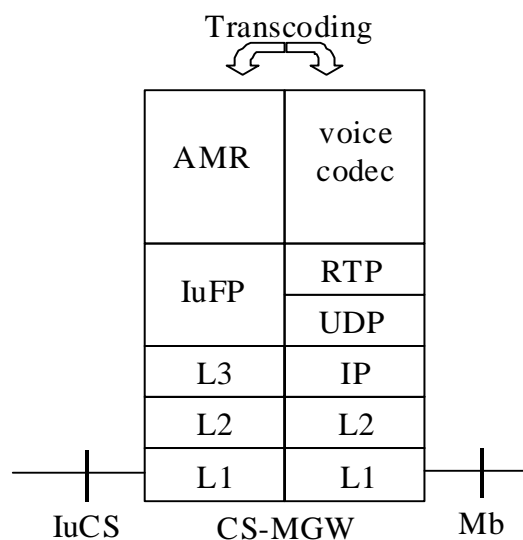 Transcoding
AMR
voice
codec
IuFP
RTP
UDP
L3
IP
L2
L2
L1
L1
IuCS
CS-MGW
Mb